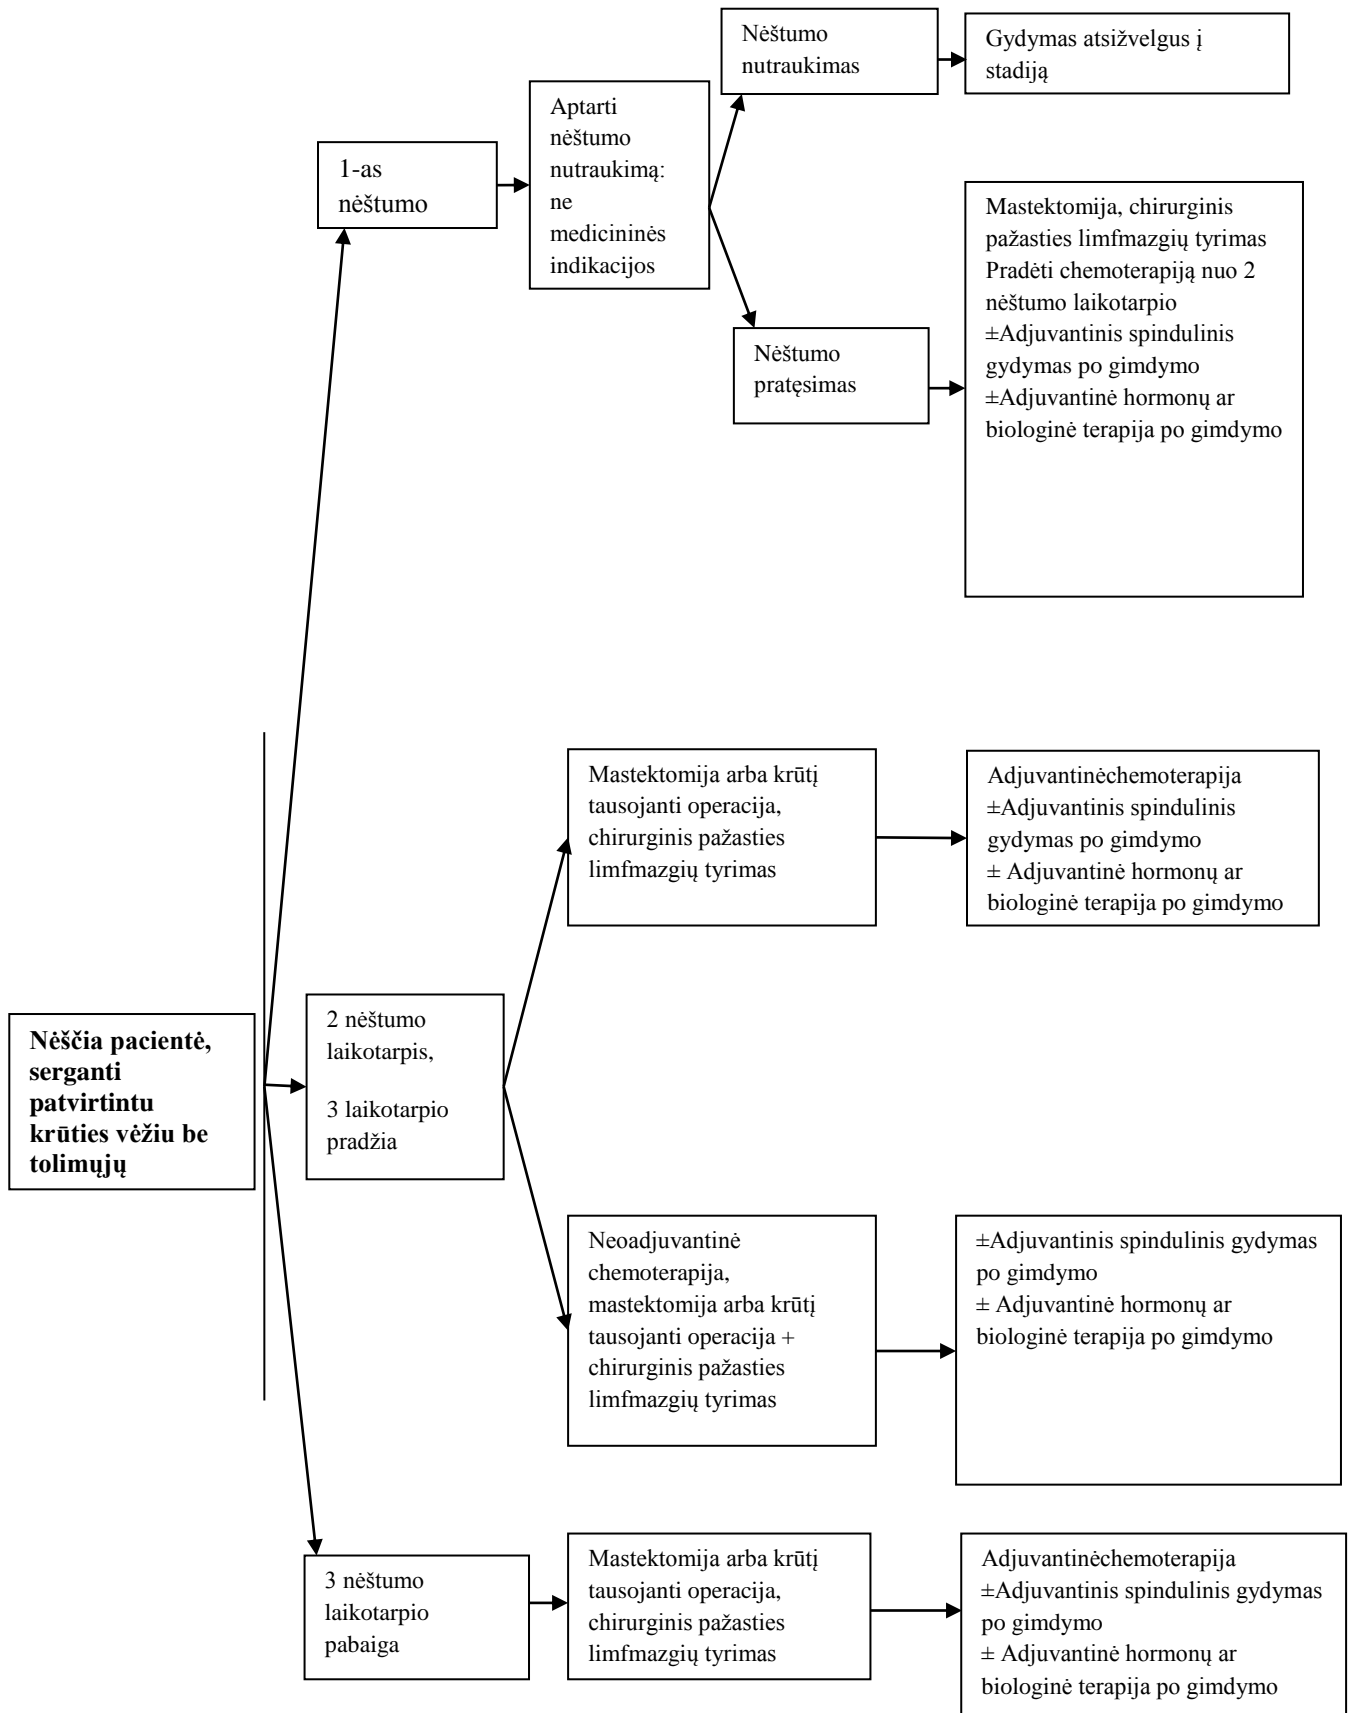 Nėštumo
nutraukimas
Gydymas atsižvelgus į
stadiją
Aptarti
nėštumo
nutraukimą:
ne
medicininės
indikacijos
1-as
nėštumo
Mastektomija, chirurginis
pažasties limfmazgių tyrimas
Pradėti chemoterapiją nuo 2
nėštumo laikotarpio
±Adjuvantinis spindulinis
gydymas po gimdymo
±Adjuvantinė hormonų ar
biologinė terapija po gimdymo
Nėštumo
pratęsimas
Mastektomija arba krūtį
tausojanti operacija,
chirurginis pažasties
limfmazgių tyrimas
Adjuvantinėchemoterapija
±Adjuvantinis spindulinis
gydymas po gimdymo
± Adjuvantinė hormonų ar
biologinė terapija po gimdymo
2 nėštumo
laikotarpis,
3 laikotarpio
pradžia
Nėščia pacientė,
serganti
patvirtintu
krūties vėžiu be
tolimųjų
Neoadjuvantinė
chemoterapija,
mastektomija arba krūtį
tausojanti operacija +
chirurginis pažasties
limfmazgių tyrimas
±Adjuvantinis spindulinis gydymas
po gimdymo
± Adjuvantinė hormonų ar
biologinė terapija po gimdymo
3 nėštumo
laikotarpio
pabaiga
Mastektomija arba krūtį
tausojanti operacija,
chirurginis pažasties
limfmazgių tyrimas
Adjuvantinėchemoterapija
±Adjuvantinis spindulinis gydymas
po gimdymo
± Adjuvantinė hormonų ar
biologinė terapija po gimdymo